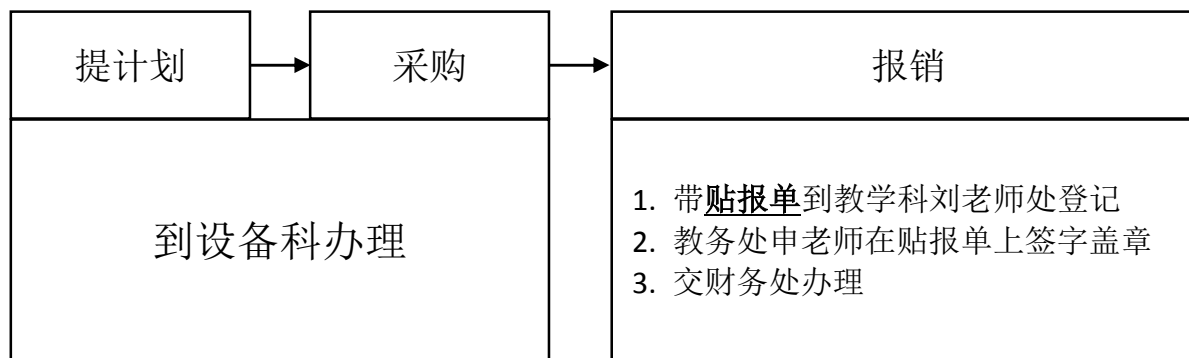 提计划
采购
报销
到设备科办理
1. 带贴报单到教学科刘老师处登记
2. 教务处申老师在贴报单上签字盖章
3. 交财务处办理